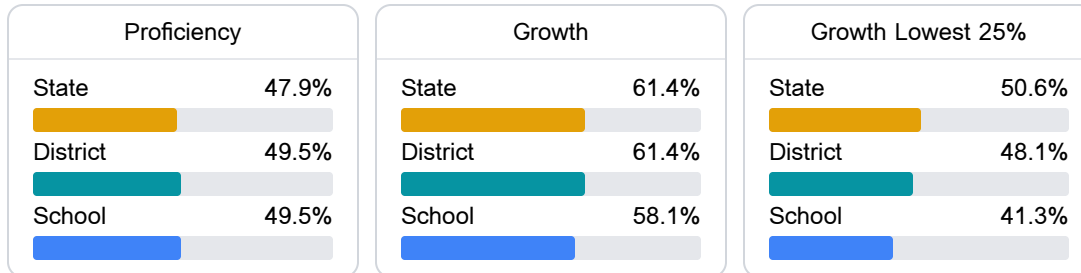 Proficiency
State 47.9%
District 49.5%
School 49.5%
Growth
State 61.4%
District 61.4%
School 58.1%
Growth Lowest 25%
State 50.6%
District 48.1%
School 41.3%